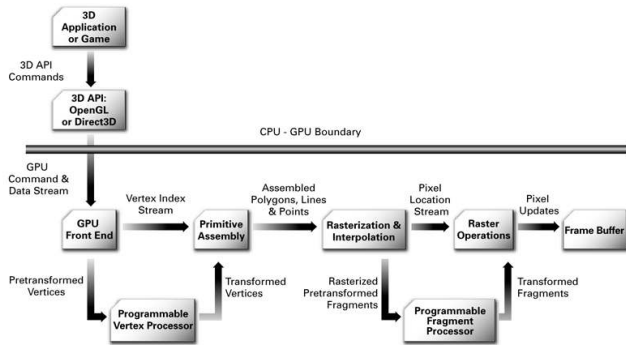 3D
Application
or Game
3D API
Commands
3D API:
OpenGL
or Direct3D
CPU - GPU Boundary
GPU
Command &
Data Stream
Vertex Index
Stream
Assembled
Polygons, Lines
& Points
Pixel
Location
Stream
Pixel
Updates
GPU
Front End
Primitive
Assembly
Rasterization &
Interpolation
Raster
Operations
Frame Buffer
Pretransformed
Vertices
Transformed
Vertices
Rasterized
Pretransformed
Fragments
Transformed
Fragments
Programmable
Vertex Processor
Programmable
Fragment
Processor